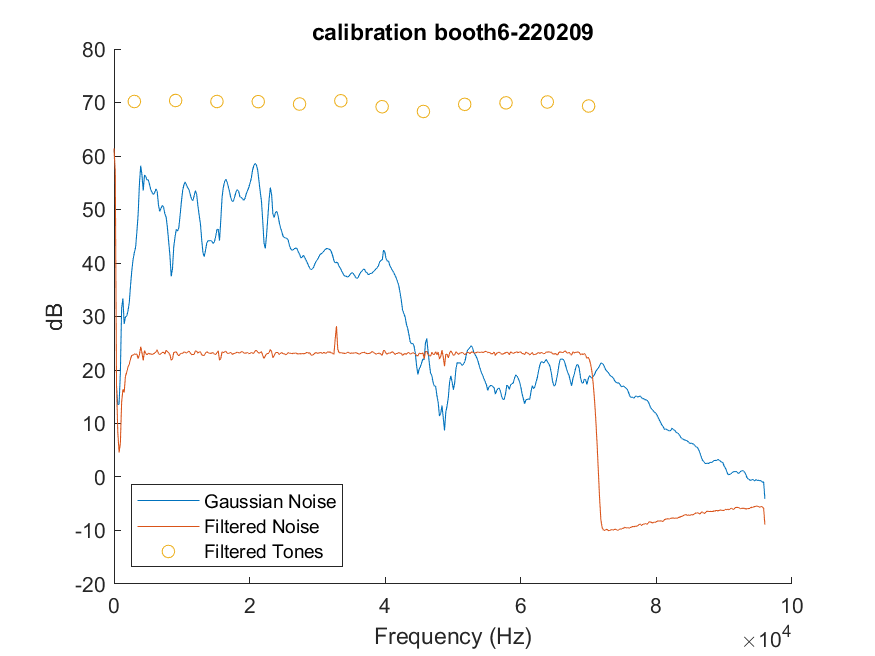 calibration booth6-220209
80
70
60
50
40
30
20
10
0
-10
-20
dB
Gaussian Noise
Filtered Noise
Filtered Tones
0 2 4 6 8 10
Frequency (Hz)
×10⁴